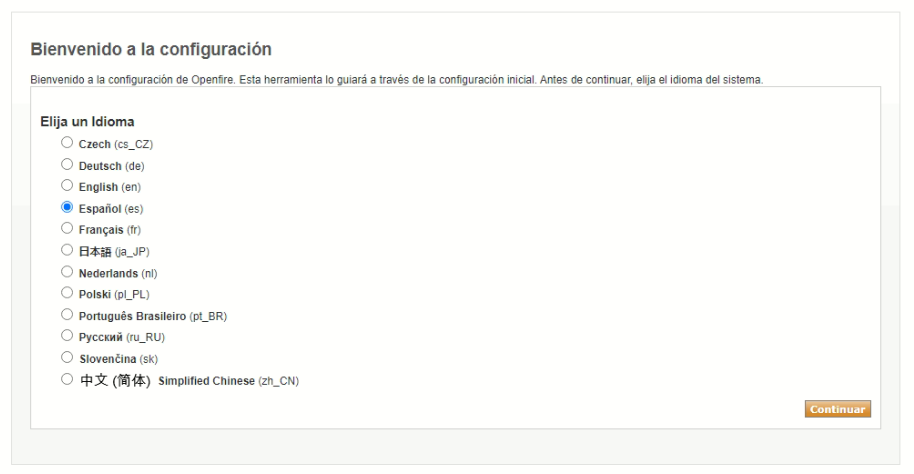 Bienvenido a la configuración
Bienvenido a la configuración de Openfire. Esta herramienta lo guiará a través de la configuración inicial. Antes de continuar, elija el idioma del sistema.
Elija un Idioma
Czech (cs_CZ)
Deutsch (de)
English (en)
Español (es)
Français (fr)
日本語 (ja_JP)
Nederlands (nl)
Polski (pl_PL)
Português Brasileiro (pt_BR)
Русский (ru_RU)
Slovenčina (sk)
中文 (简体) Simplified Chinese (zh_CN)
Continuar